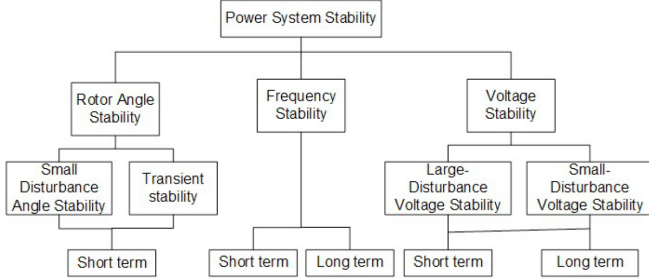 Power System Stability
Rotor Angle
Stability
Frequency
Stability
Voltage
Stability
Small
Disturbance
Angle Stability
Transient
stability
Large-
Disturbance
Voltage Stability
Small-
Disturbance
Voltage Stability
Short term
Short term
Long term
Short term
Long term